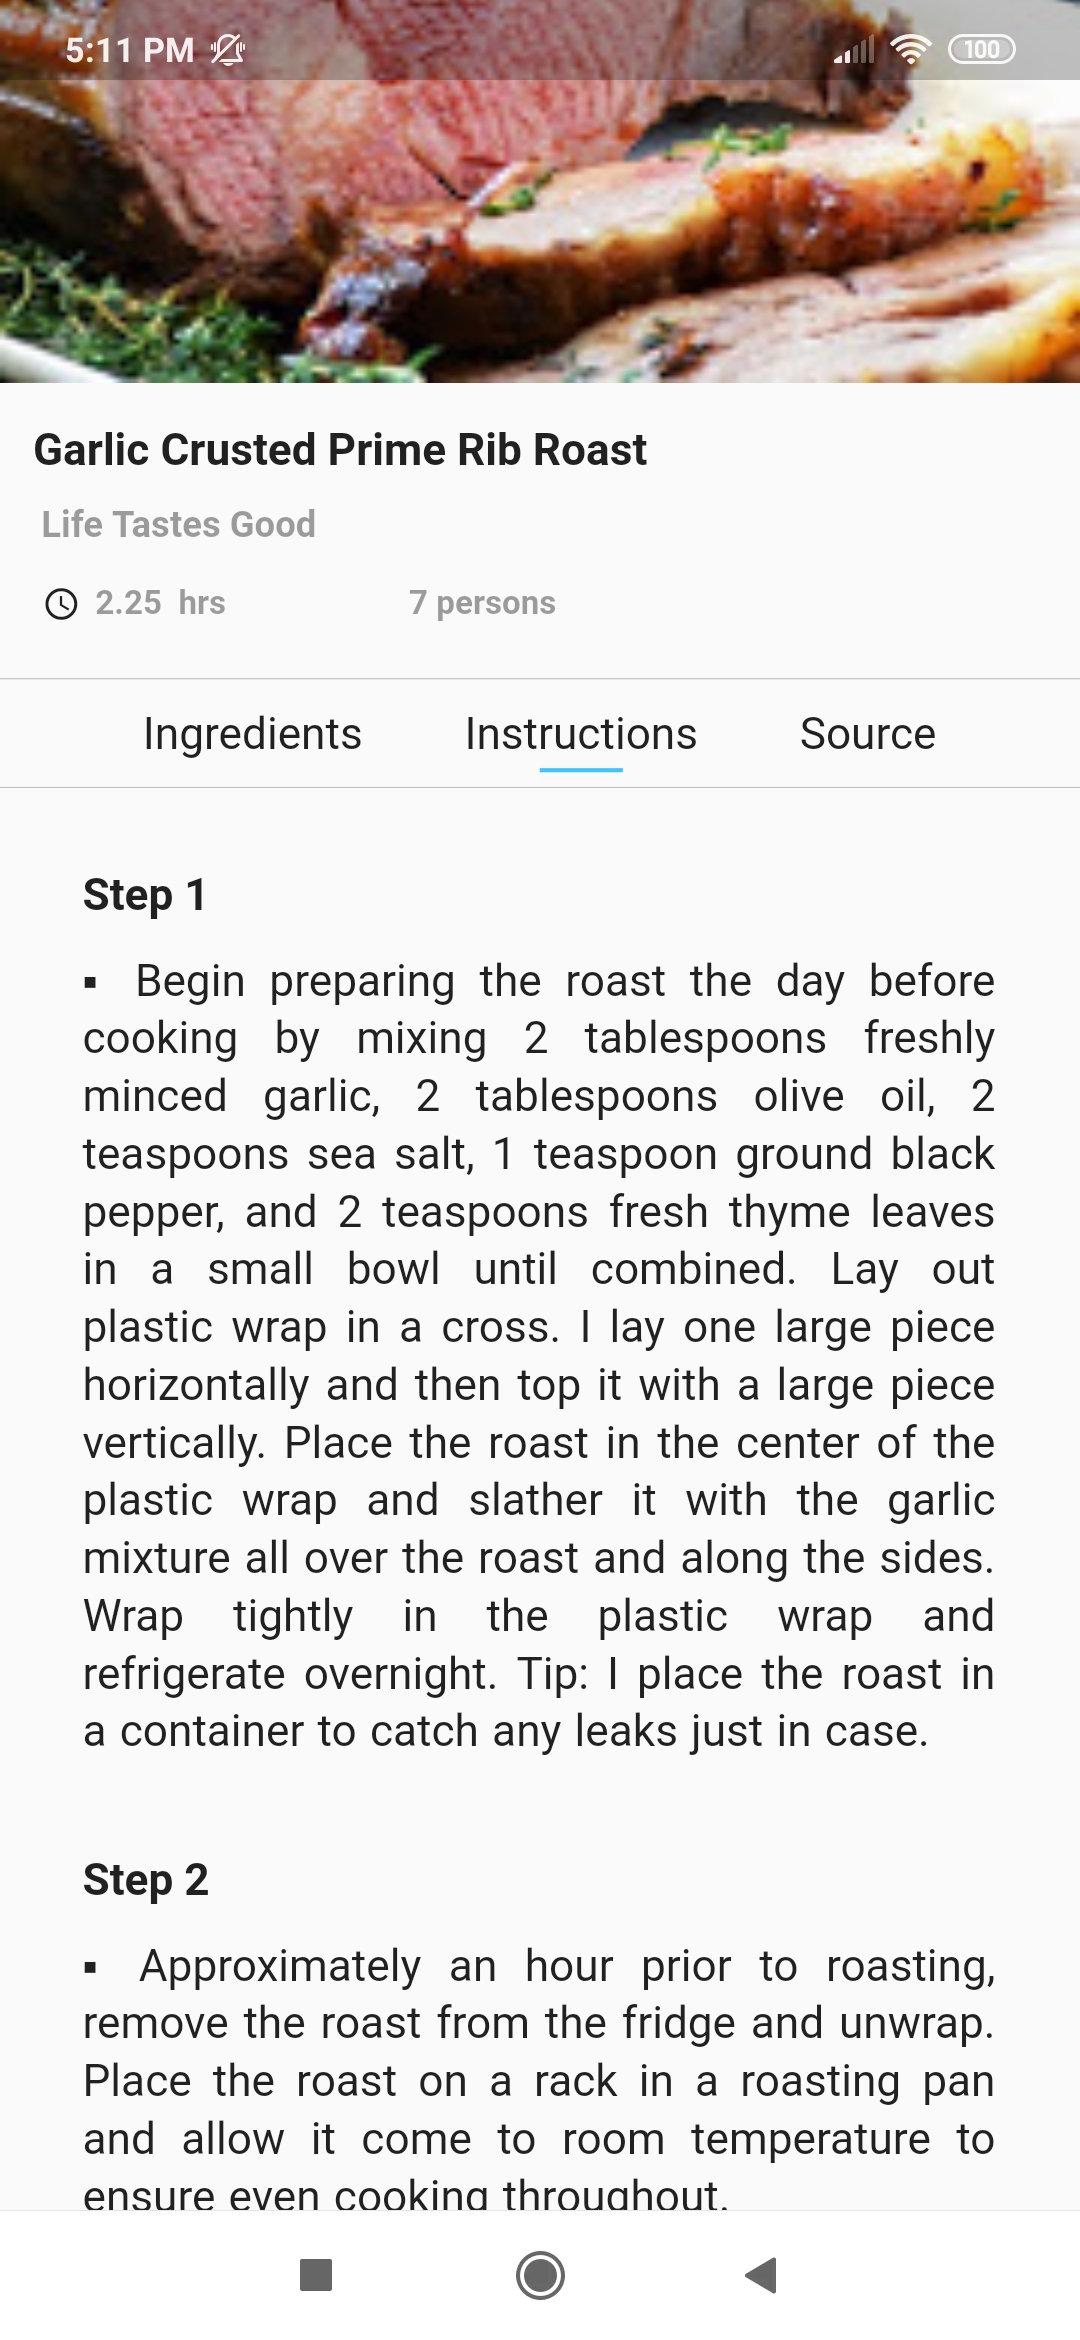 5:11 PM
100
Garlic Crusted Prime Rib Roast
Life Tastes Good
2.25 hrs 7 persons
Ingredients Instructions Source
Step 1
▪ Begin preparing the roast the day before
cooking by mixing 2 tablespoons freshly
minced garlic, 2 tablespoons olive oil, 2
teaspoons sea salt, 1 teaspoon ground black
pepper, and 2 teaspoons fresh thyme leaves
in a small bowl until combined. Lay out
plastic wrap in a cross. I lay one large piece
horizontally and then top it with a large piece
vertically. Place the roast in the center of the
plastic wrap and slather it with the garlic
mixture all over the roast and along the sides.
Wrap tightly in the plastic wrap and
refrigerate overnight. Tip: I place the roast in
a container to catch any leaks just in case.
Step 2
▪ Approximately an hour prior to roasting,
remove the roast from the fridge and unwrap.
Place the roast on a rack in a roasting pan
and allow it come to room temperature to
ensure even cooking throughout.